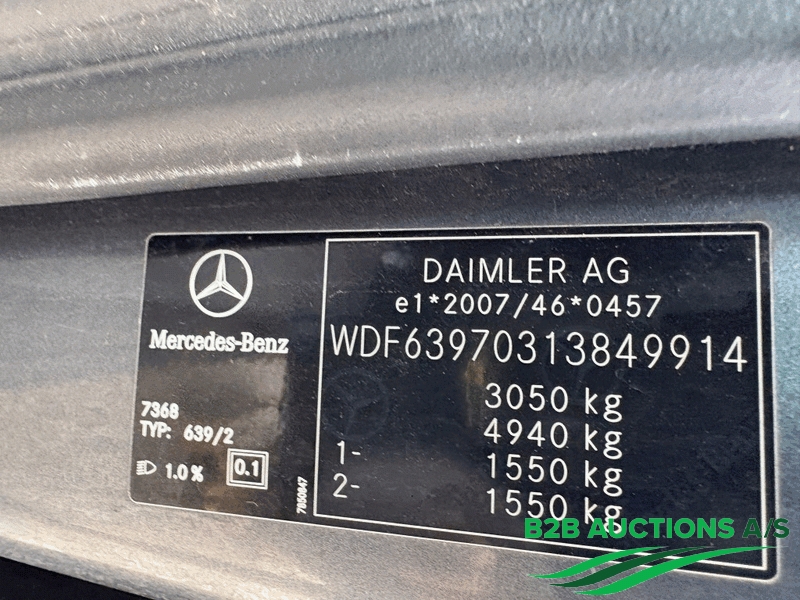 DAIMLER AG
e1*2007/46*0457
WDF63970313849914
3050 kg
4940 kg
1- 1550 kg
2- 1550 kg
Mercedes-Benz
7368
TYP: 639/2
1.0 % 0.1
7850847
B2B AUCTIONS A/S